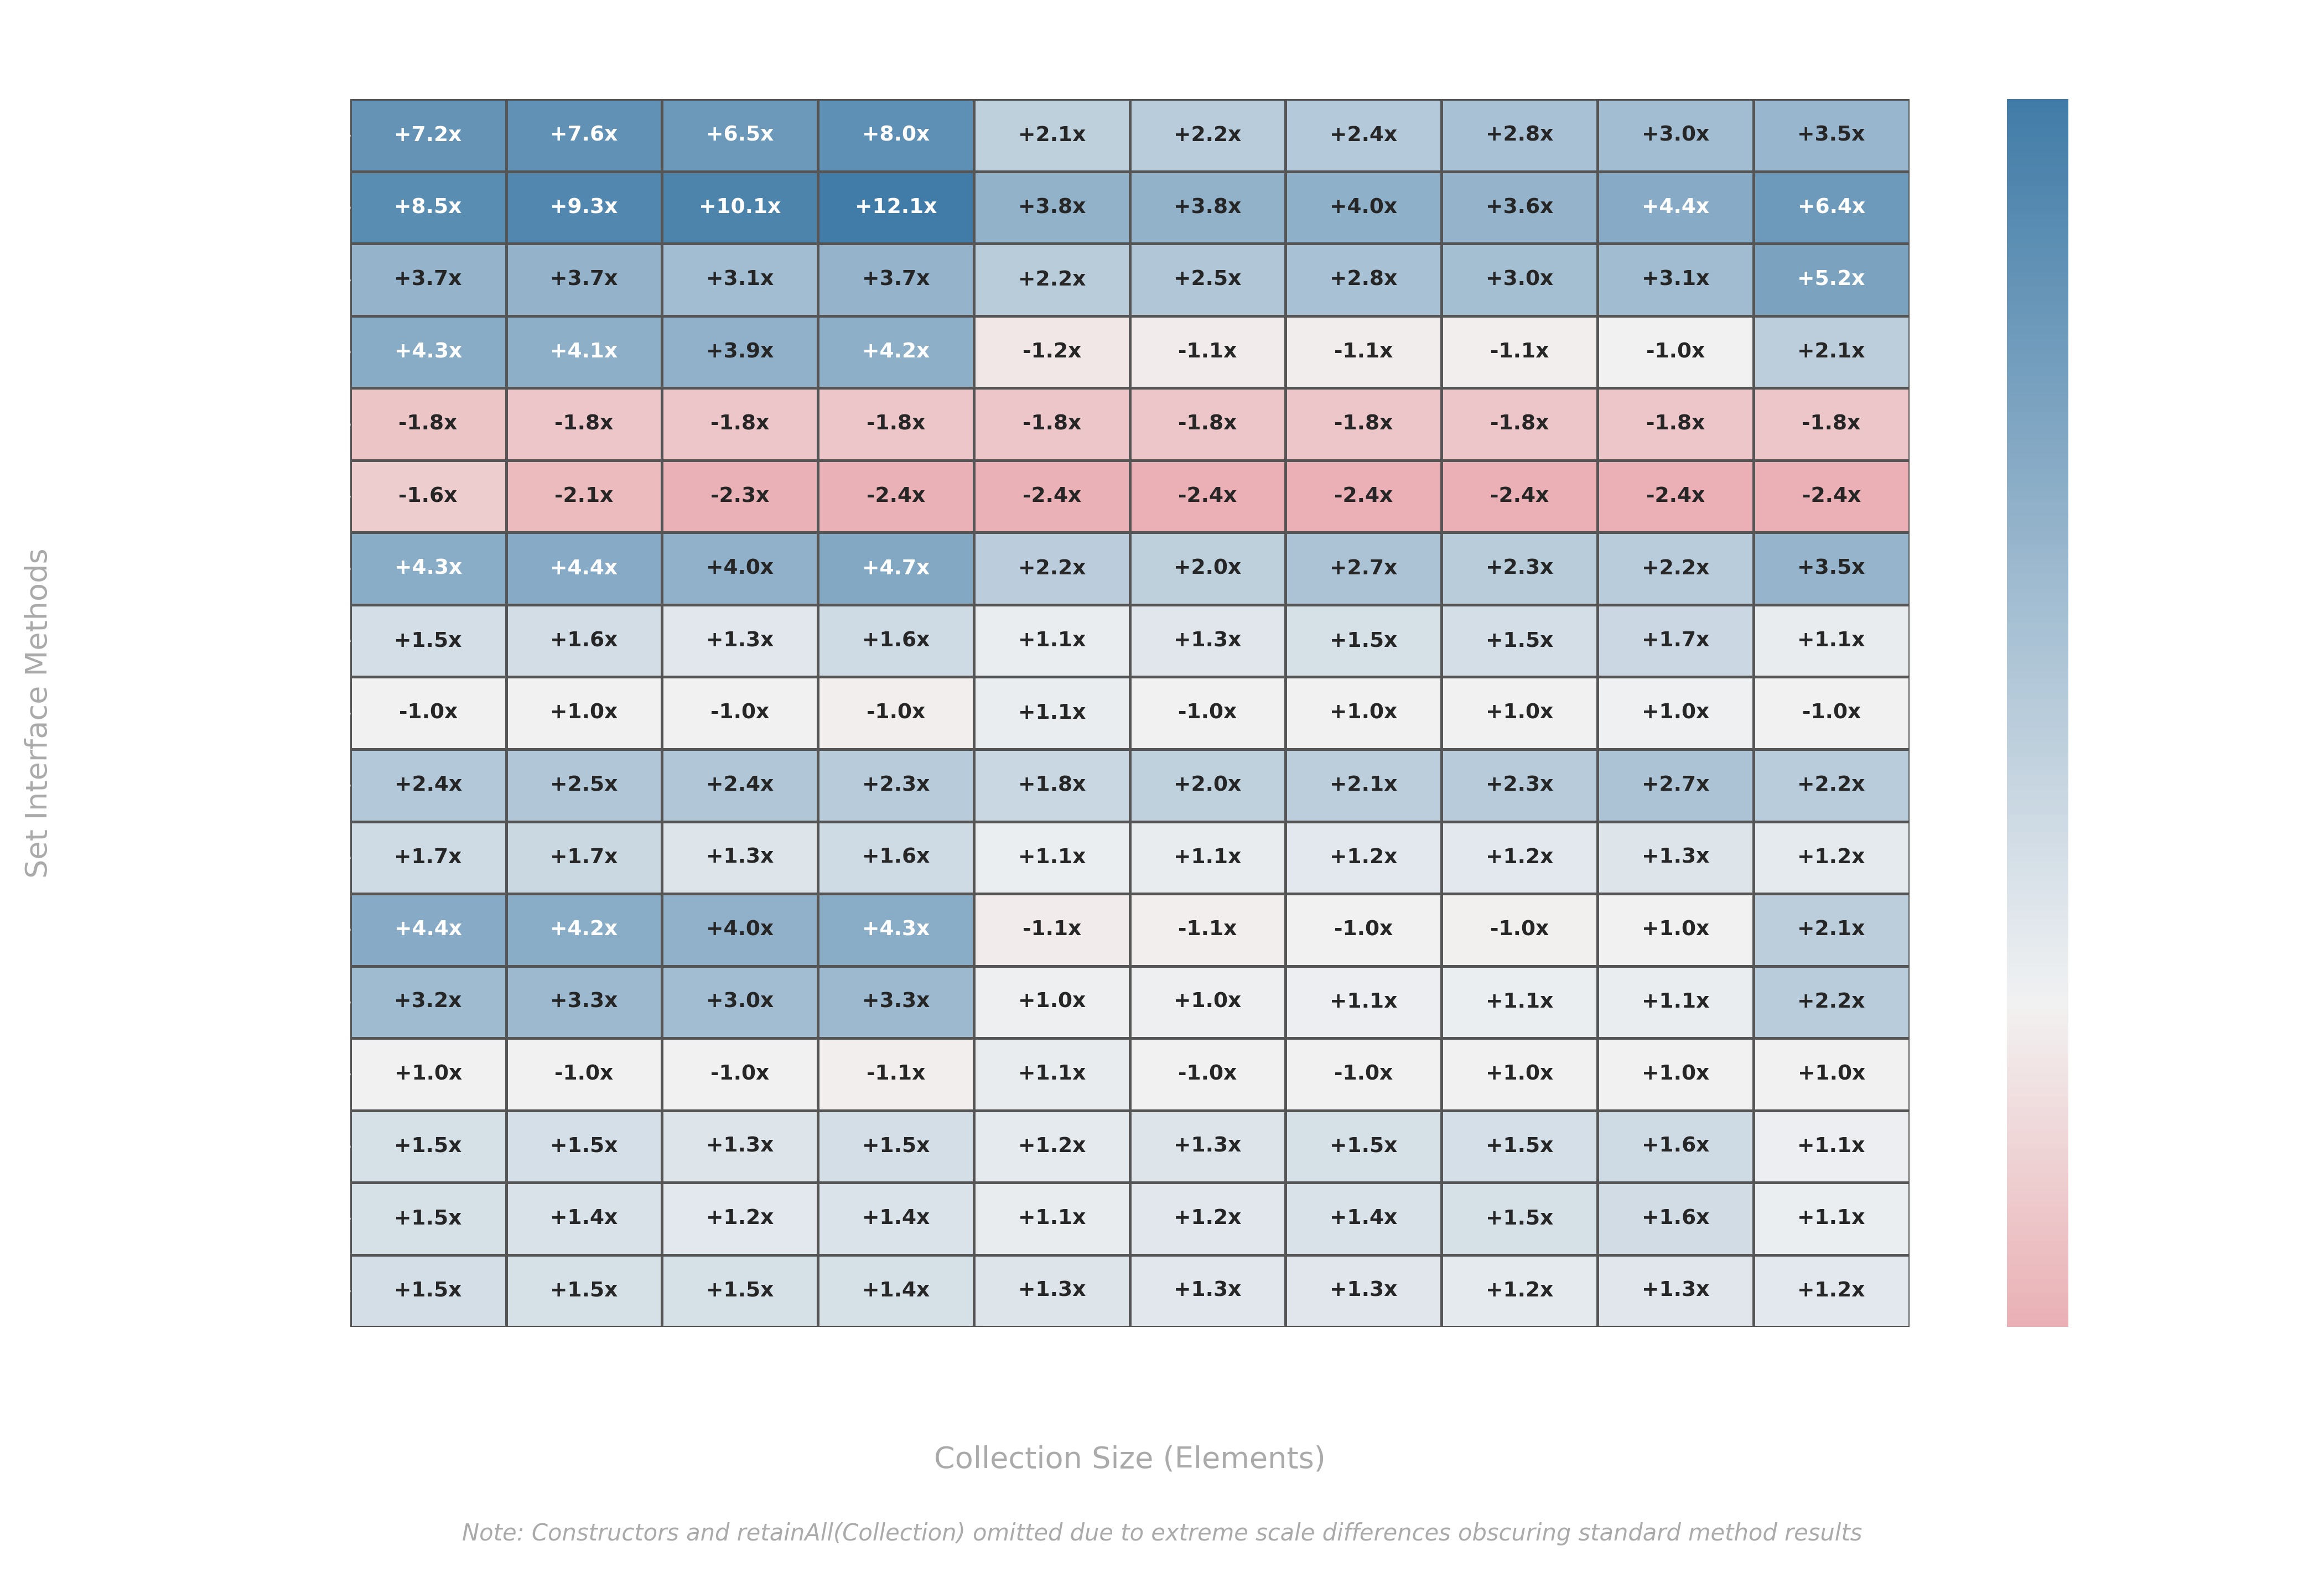 +7.2x +7.6x +6.5x +8.0x +2.1x +2.2x +2.4x +2.8x +3.0x +3.5x
+8.5x +9.3x +10.1x +12.1x +3.8x +3.8x +4.0x +3.6x +4.4x +6.4x
+3.7x +3.7x +3.1x +3.7x +2.2x +2.5x +2.8x +3.0x +3.1x +5.2x
+4.3x +4.1x +3.9x +4.2x -1.2x -1.1x -1.1x -1.1x -1.0x +2.1x
-1.8x -1.8x -1.8x -1.8x -1.8x -1.8x -1.8x -1.8x -1.8x -1.8x
-1.6x -2.1x -2.3x -2.4x -2.4x -2.4x -2.4x -2.4x -2.4x -2.4x
+4.3x +4.4x +4.0x +4.7x +2.2x +2.0x +2.7x +2.3x +2.2x +3.5x
+1.5x +1.6x +1.3x +1.6x +1.1x +1.3x +1.5x +1.5x +1.7x +1.1x
-1.0x +1.0x -1.0x -1.0x +1.1x -1.0x +1.0x +1.0x +1.0x -1.0x
+2.4x +2.5x +2.4x +2.3x +1.8x +2.0x +2.1x +2.3x +2.7x +2.2x
+1.7x +1.7x +1.3x +1.6x +1.1x +1.1x +1.2x +1.2x +1.3x +1.2x
+4.4x +4.2x +4.0x +4.3x -1.1x -1.1x -1.0x -1.0x +1.0x +2.1x
+3.2x +3.3x +3.0x +3.3x +1.0x +1.0x +1.1x +1.1x +1.1x +2.2x
+1.0x -1.0x -1.0x -1.1x +1.1x -1.0x -1.0x +1.0x +1.0x +1.0x
+1.5x +1.5x +1.3x +1.5x +1.2x +1.3x +1.5x +1.5x +1.6x +1.1x
+1.5x +1.4x +1.2x +1.4x +1.1x +1.2x +1.4x +1.5x +1.6x +1.1x
+1.5x +1.5x +1.5x +1.4x +1.3x +1.3x +1.3x +1.2x +1.3x +1.2x
Set Interface Methods
Collection Size (Elements)
Note: Constructors and retainAll(Collection) omitted due to extreme scale differences obscuring standard method results